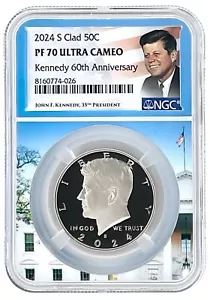 2024 S Clad 50C
PF 70 ULTRA CAMEO
Kennedy 60th Anniversary
8160774-026
JOHN F. KENNEDY, 35TH PRESIDENT
NGC
LIBERTY
IN GOD WE TRUST
S
2024